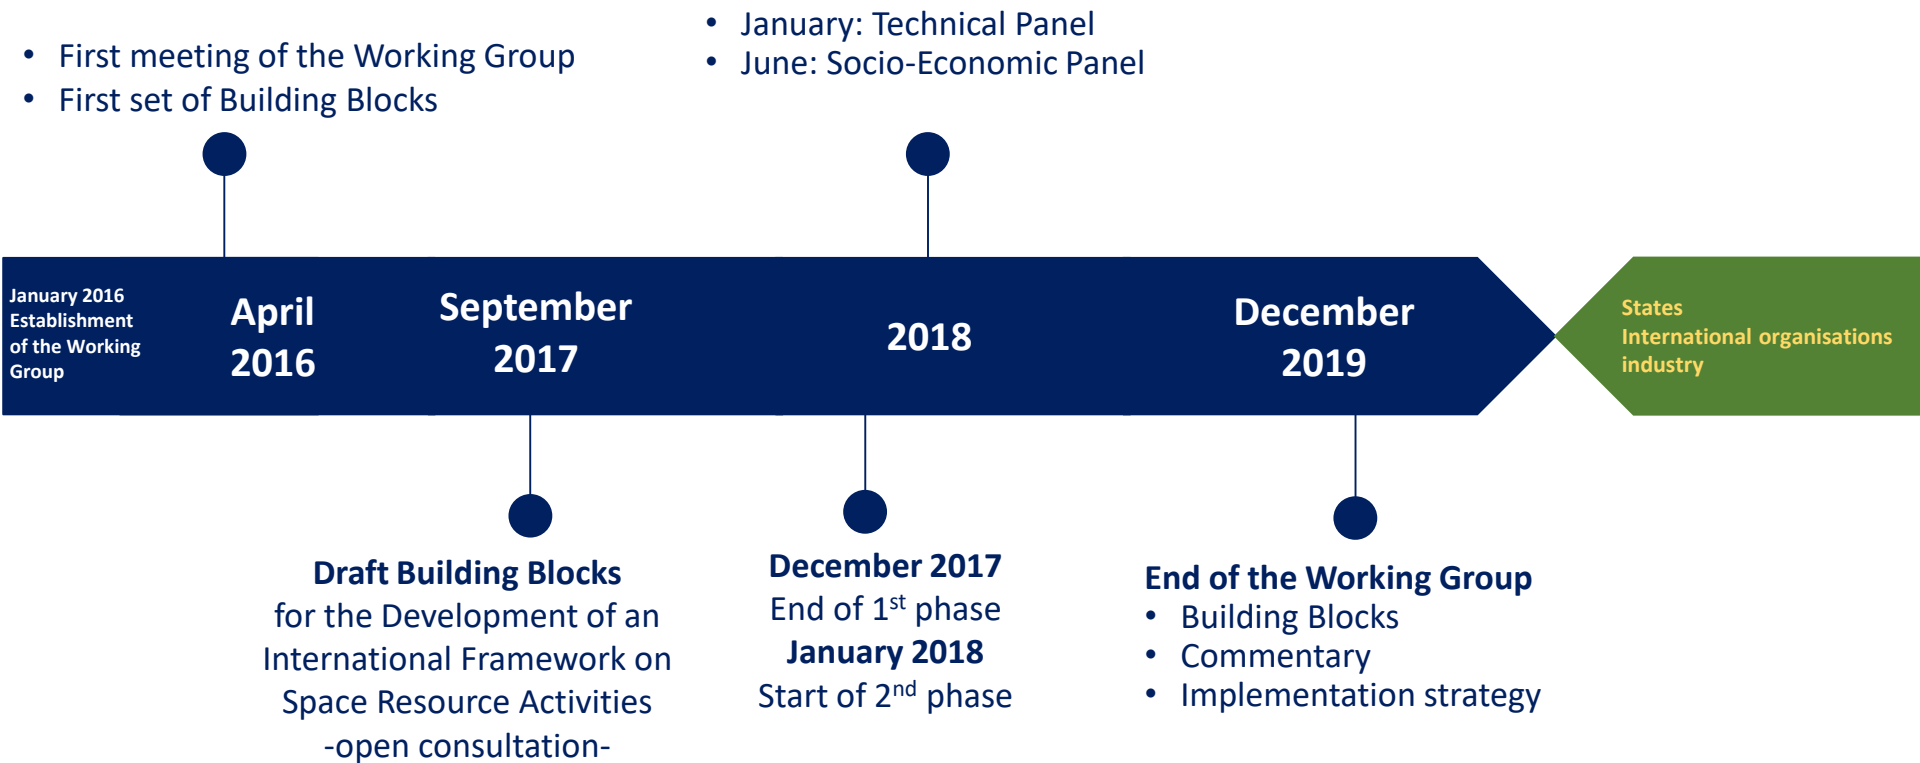 • First meeting of the Working Group
• First set of Building Blocks
• January: Technical Panel
• June: Socio-Economic Panel
January 2016
Establishment
of the Working
Group
April
2016
September
2017
2018
December
2019
States
International organisations
industry
Draft Building Blocks
for the Development of an
International Framework on
Space Resource Activities
-open consultation-
December 2017
End of 1st phase
January 2018
Start of 2nd phase
End of the Working Group
• Building Blocks
• Commentary
• Implementation strategy